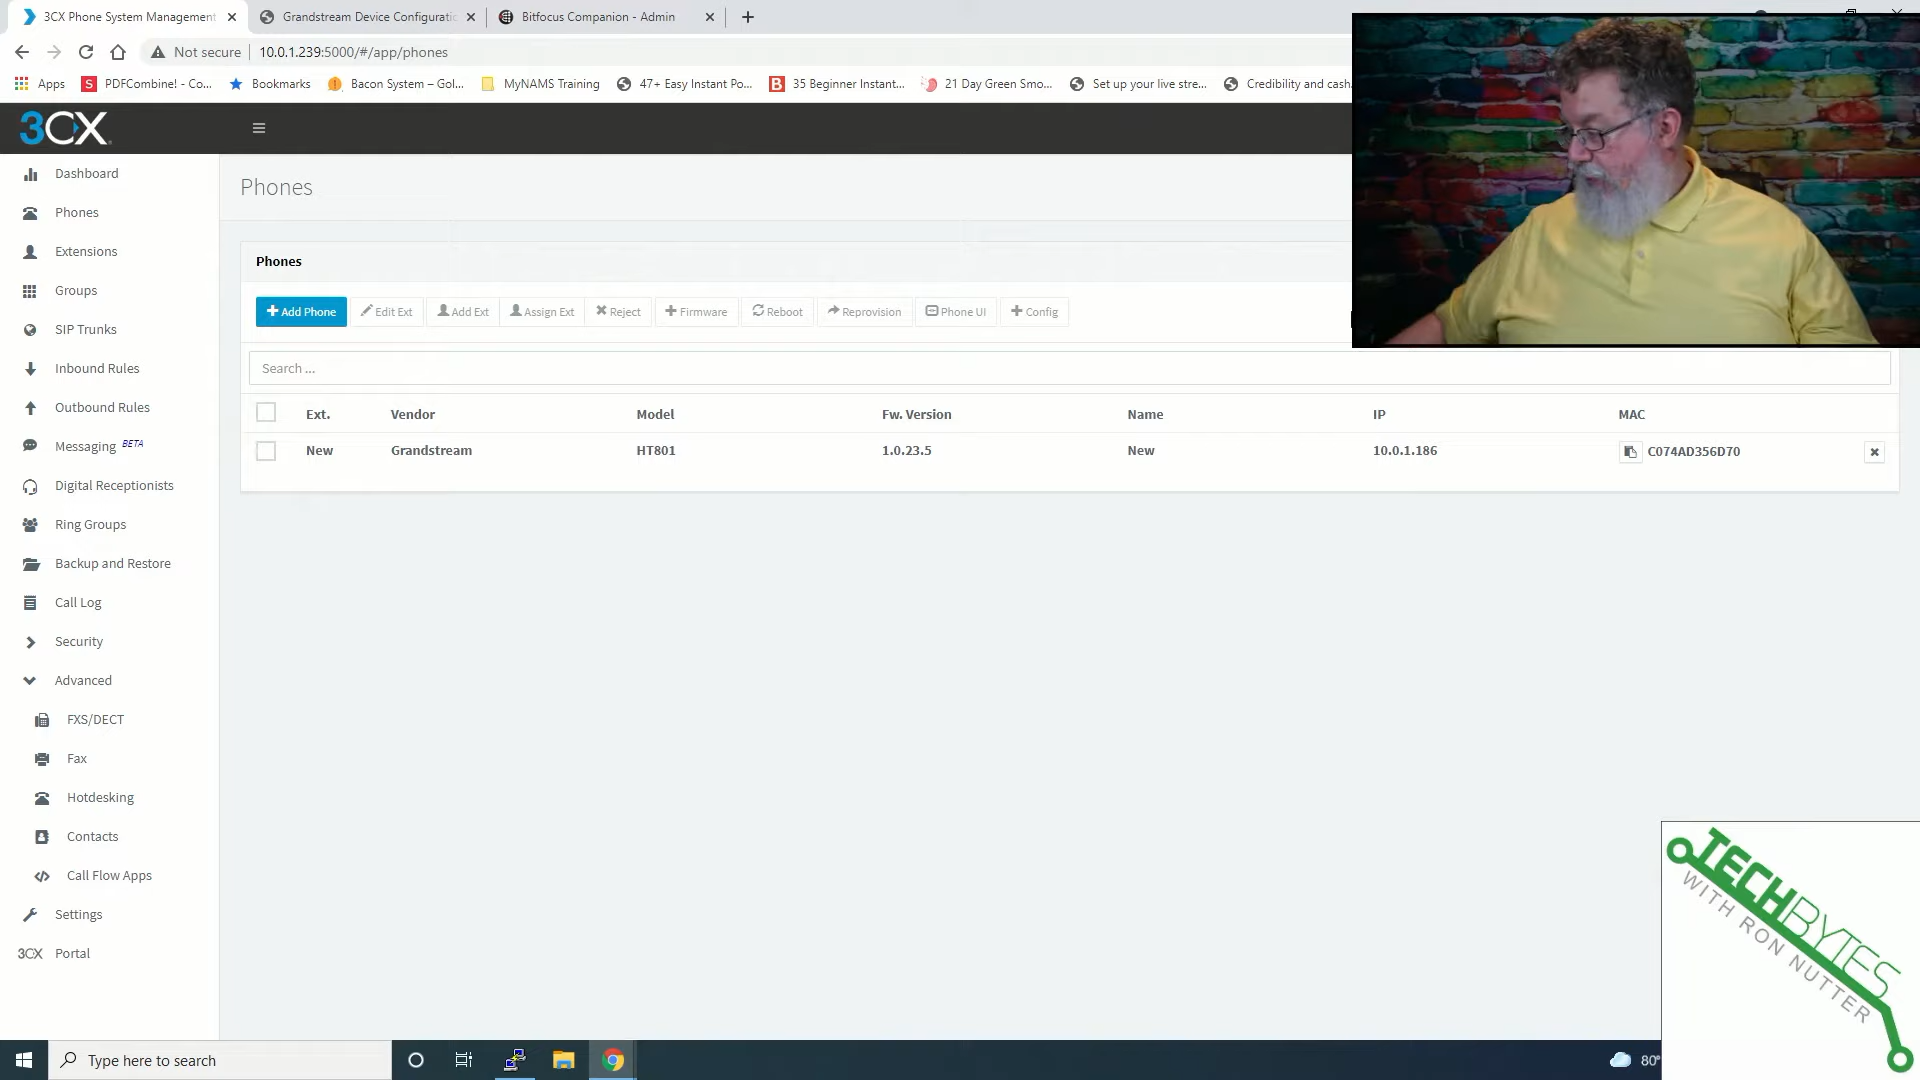 3CX Phone System Management
Grandstream Device Configuratio
Bitfocus Companion - Admin
Not secure
10.0.1.239:5000/#/app/phones
Apps
PDFCombine! - Co...
Bookmarks
Bacon System – Gol...
MyNAMS Training
47+ Easy Instant Po...
35 Beginner Instant...
21 Day Green Smo...
Set up your live stre...
Credibility and cash
3CX
Dashboard
Phones
Extensions
Groups
SIP Trunks
Inbound Rules
Outbound Rules
Messaging BETA
Digital Receptionists
Ring Groups
Backup and Restore
Call Log
Security
Advanced
FXS/DECT
Fax
Hotdesking
Contacts
Call Flow Apps
Settings
3CX Portal
Phones
Phones
Add Phone Edit Ext Add Ext Assign Ext Reject Firmware Reboot Reprovision Phone UI Config
Search ...
Ext. Vendor Model Fw. Version Name IP MAC
New Grandstream HT801 1.0.23.5 New 10.0.1.186 C074AD356D70
TECHBYTES
WITH RON NUTTER
Type here to search
80°